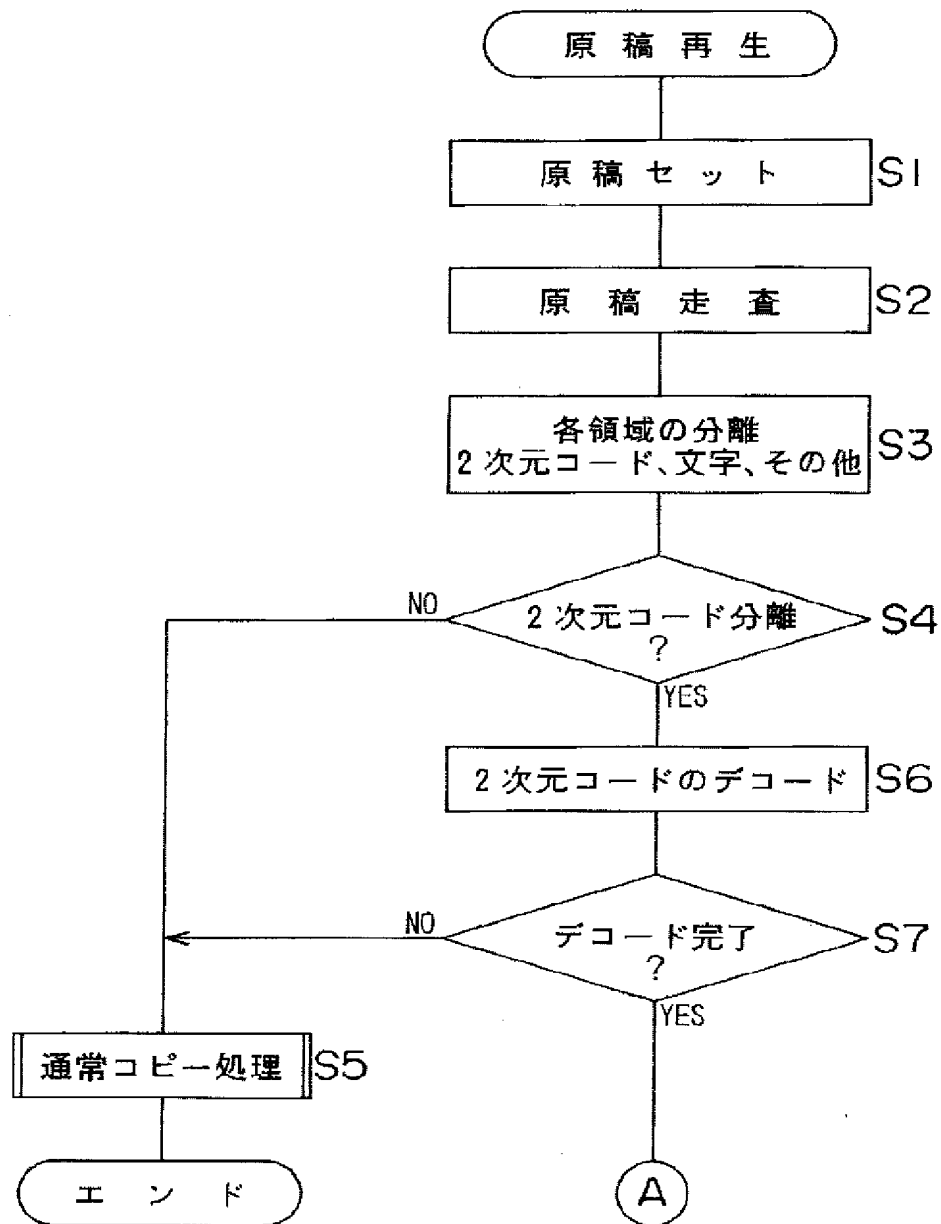 原稿再生
原稿セット
S1
原稿走査
S2
各領域の分離
2次元コード、文字、その他
S3
2次元コード分離
?
S4
NO
YES
2次元コードのデコード
S6
デコード完了
?
S7
NO
YES
通常コピー処理
S5
エンド
A